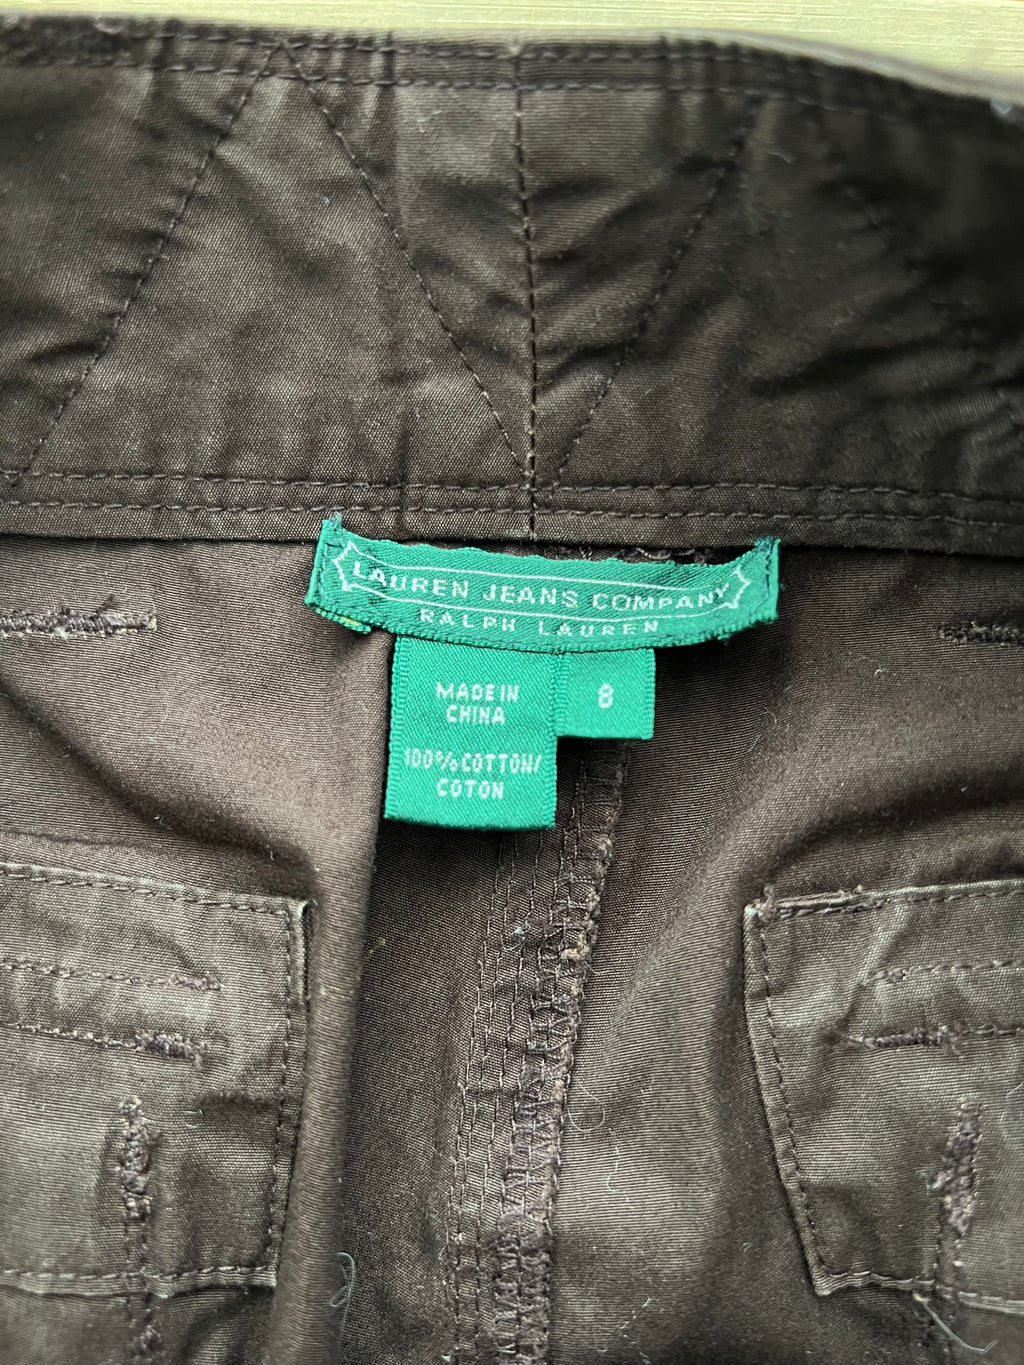 LAUREN JEANS COMPANY
RALPH LAUREN
MADE IN
CHINA
8
100% COTTON/
COTON